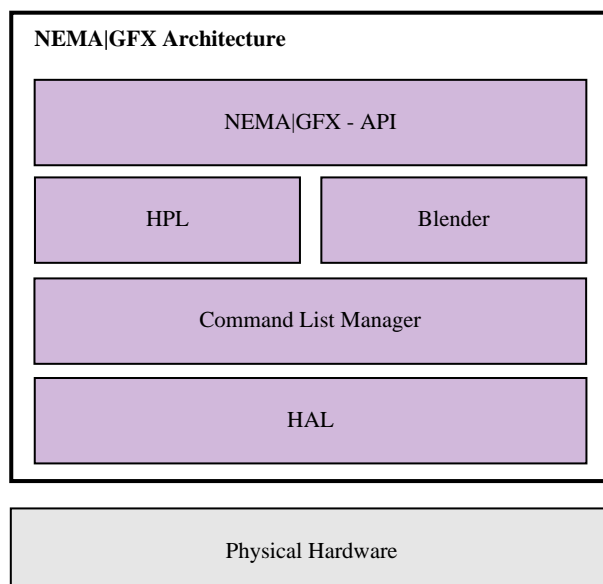 NEMA|GFX Architecture
NEMA|GFX - API
HPL
Blender
Command List Manager
HAL
Physical Hardware